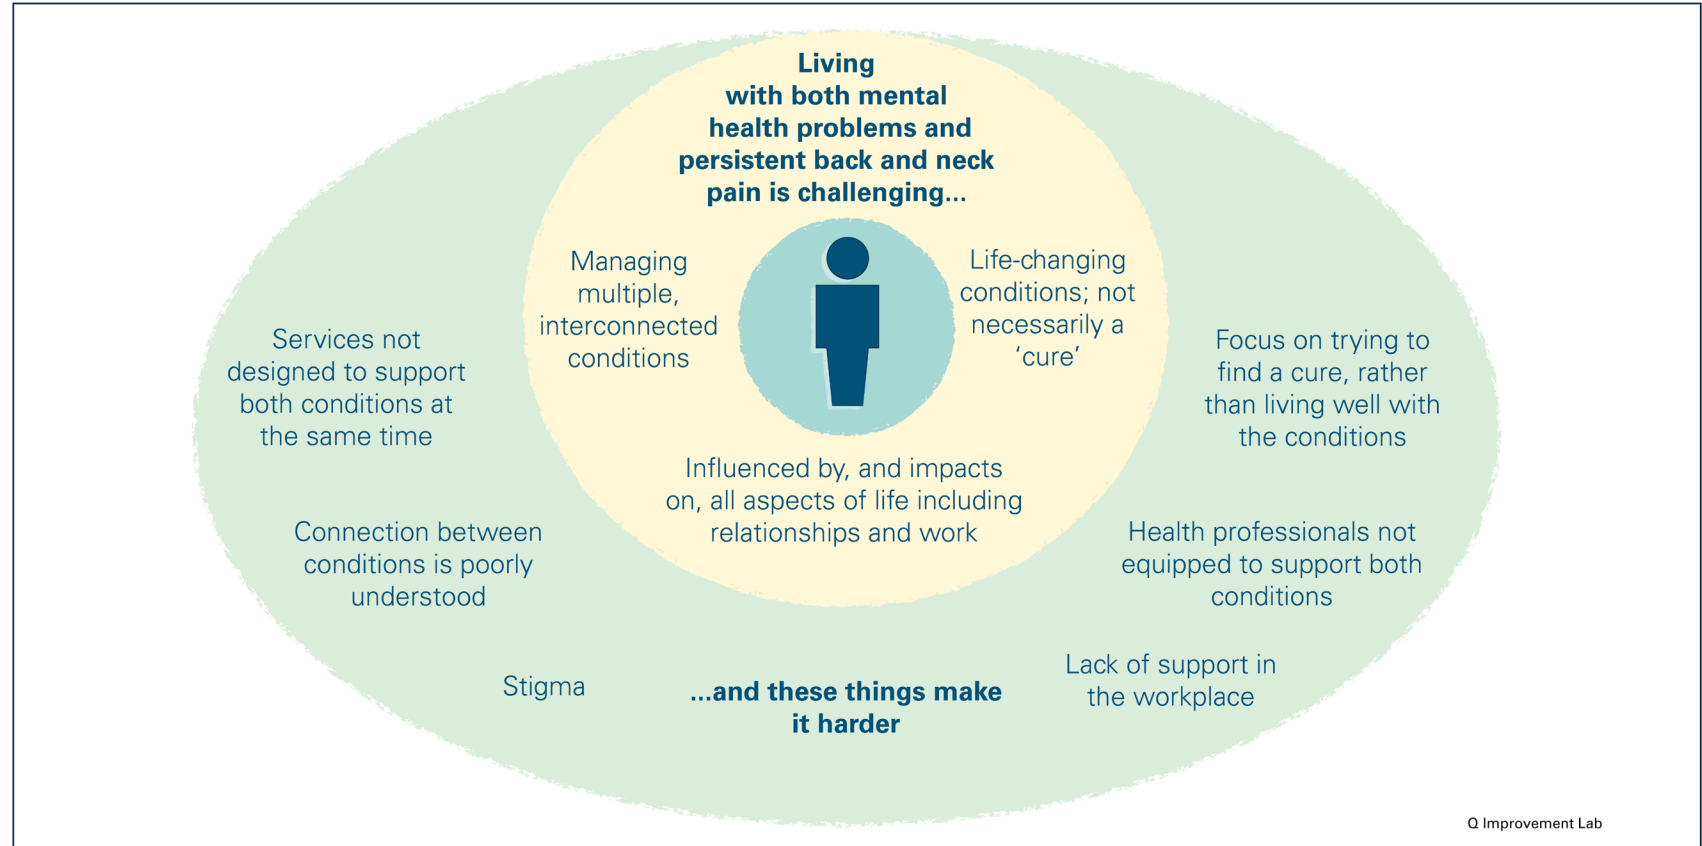 Living
with both mental
health problems and
persistent back and neck
pain is challenging...
Managing
multiple,
interconnected
conditions
Life-changing
conditions; not
necessarily a
‘cure’
Influenced by, and impacts
on, all aspects of life including
relationships and work
Services not
designed to support
both conditions at
the same time
Focus on trying to
find a cure, rather
than living well with
the conditions
Connection between
conditions is poorly
understood
Health professionals not
equipped to support both
conditions
Stigma
...and these things make
it harder
Lack of support in
the workplace
Q Improvement Lab